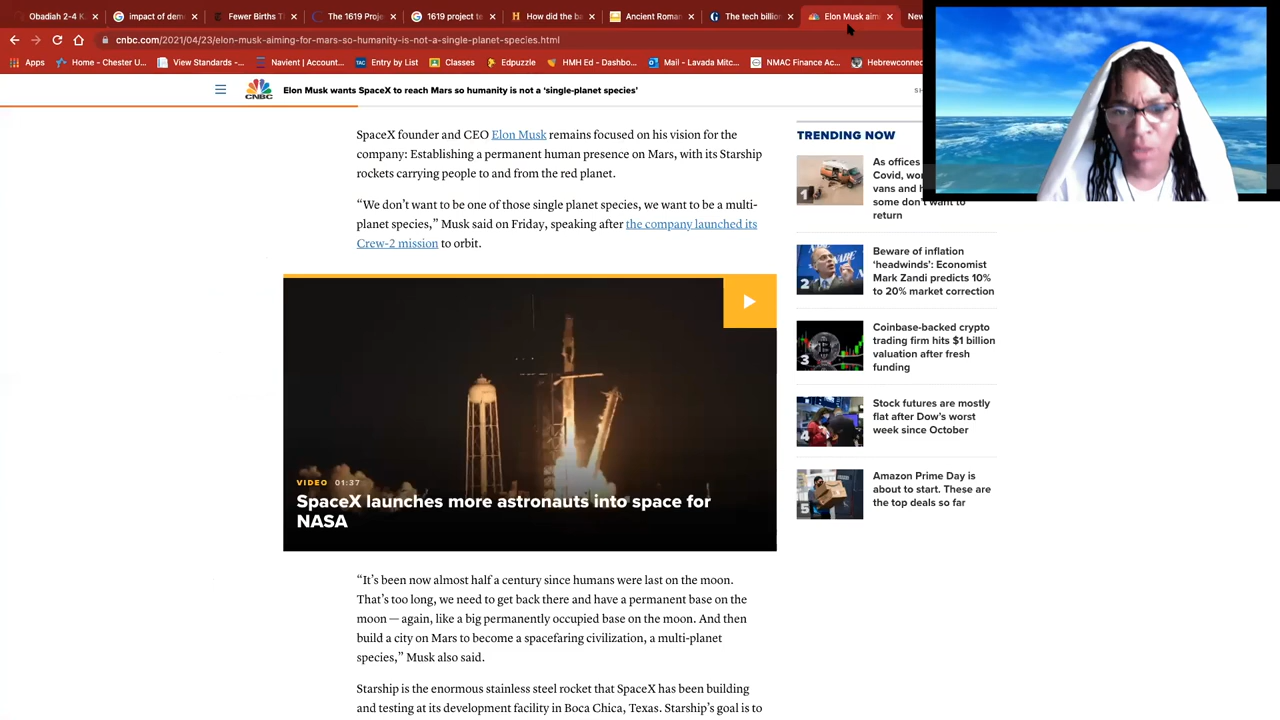 Obadiah 2-4 K
impact of dem
Fewer Births T
The 1619 Proj
1619 project te
How did the ba
Ancient Roman
The tech billion
Elon Musk aim
New
cnbc.com/2021/04/23/elon-musk-aiming-for-mars-so-humanity-is-not-a-single-planet-species.html
Apps
Home - Chester U...
View Standards -...
Navient | Account...
TAC
Entry by List
Classes
Edpuzzle
HMH Ed - Dashbo...
Mail - Lavada Mitc...
NMAC Finance Ac...
Hebrewconnec
CNBC
Elon Musk wants SpaceX to reach Mars so humanity is not a ‘single-planet species’
SH
SpaceX founder and CEO Elon Musk remains focused on his vision for the
company: Establishing a permanent human presence on Mars, with its Starship
rockets carrying people to and from the red planet.
“We don’t want to be one of those single planet species, we want to be a multi-
planet species,” Musk said on Friday, speaking after the company launched its
Crew-2 mission to orbit.
VIDEO 01:37
SpaceX launches more astronauts into space for
NASA
“It’s been now almost half a century since humans were last on the moon.
That’s too long, we need to get back there and have a permanent base on the
moon — again, like a big permanently occupied base on the moon. And then
build a city on Mars to become a spacefaring civilization, a multi-planet
species,” Musk also said.
Starship is the enormous stainless steel rocket that SpaceX has been building
and testing at its development facility in Boca Chica, Texas. Starship’s goal is to
TRENDING NOW
1
As offices
Covid, wor
vans and h
some don’t want to
return
2
Beware of inflation
‘headwinds’: Economist
Mark Zandi predicts 10%
to 20% market correction
3
Coinbase-backed crypto
trading firm hits $1 billion
valuation after fresh
funding
4
Stock futures are mostly
flat after Dow’s worst
week since October
5
Amazon Prime Day is
about to start. These are
the top deals so far